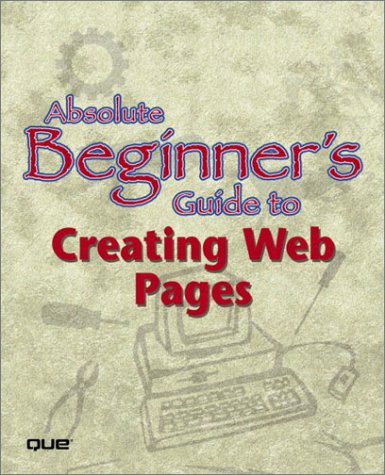 Absolute
Beginner's
Guide to
Creating Web
Pages
QUE®